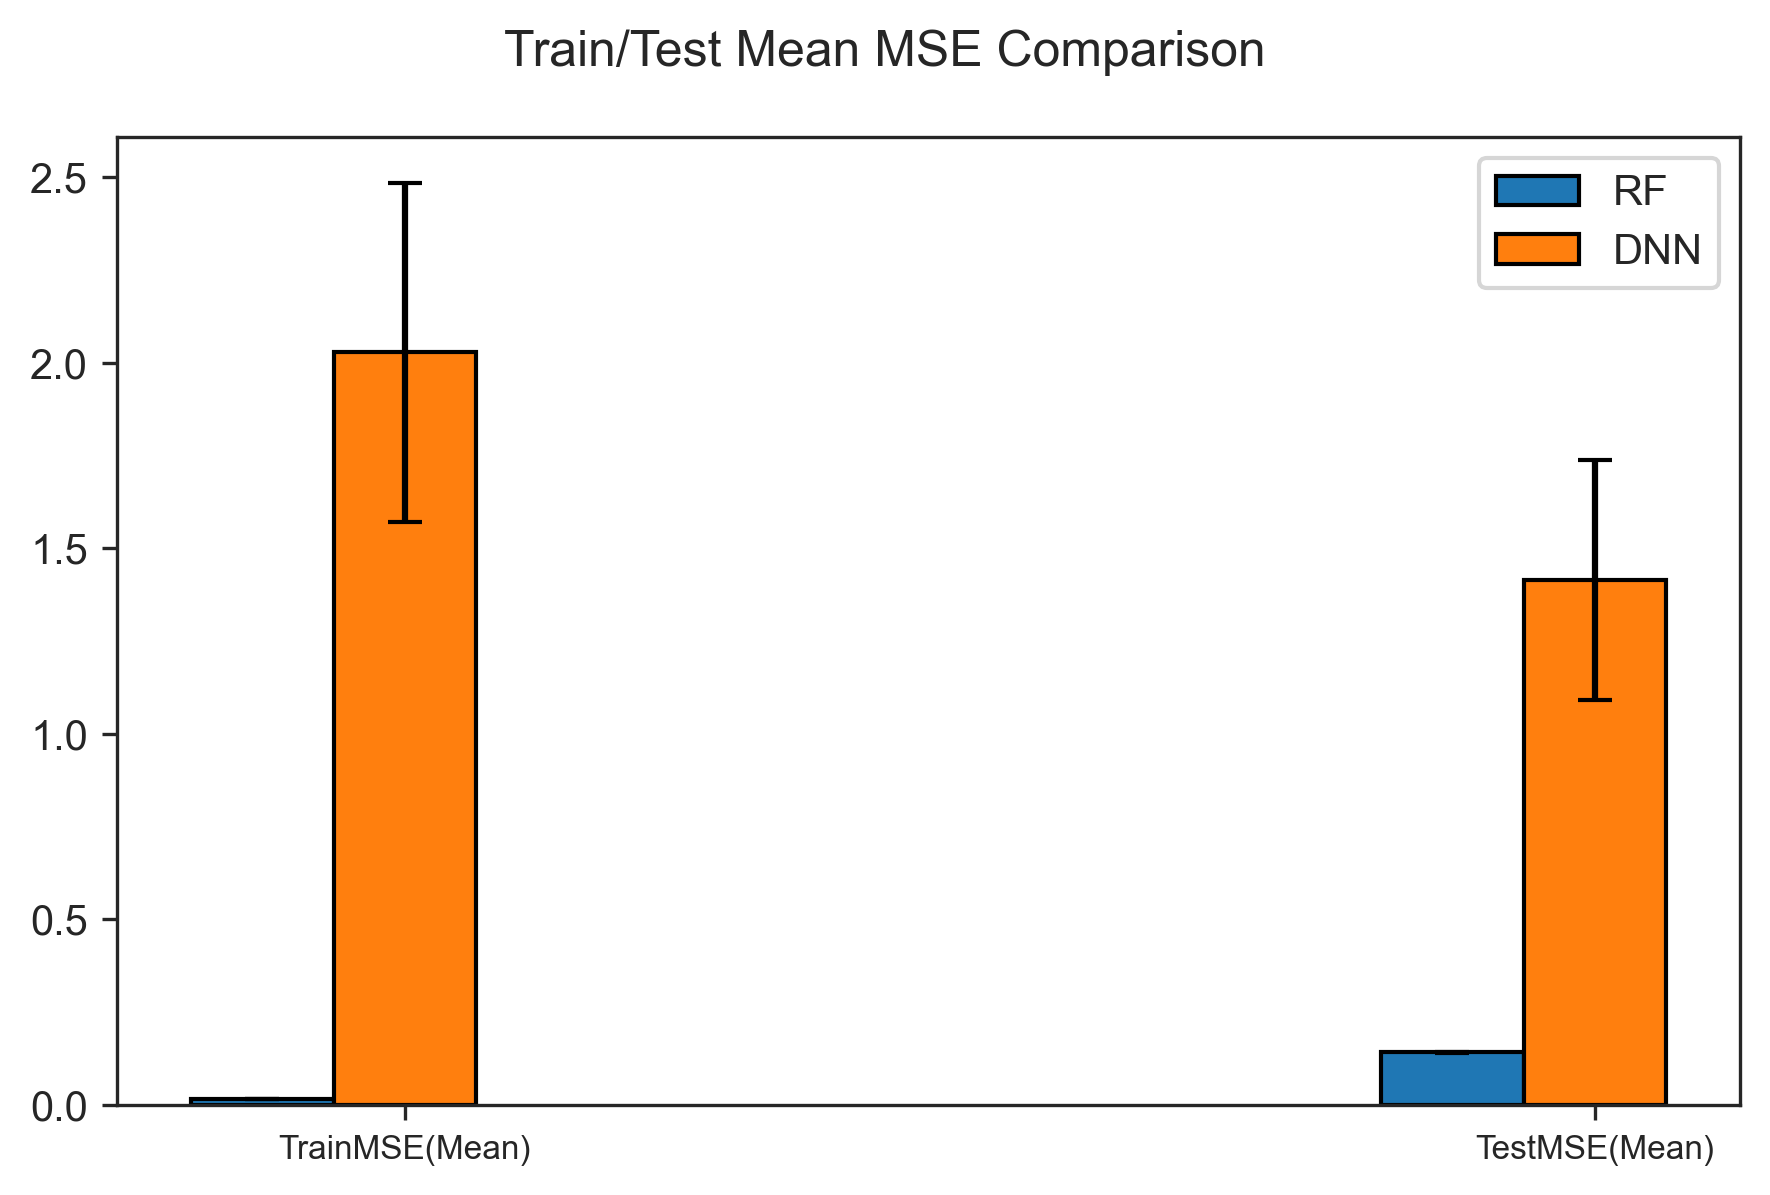 Train/Test Mean MSE Comparison
2.5
2.0
1.5
1.0
0.5
0.0
RF
DNN
TrainMSE(Mean)
TestMSE(Mean)